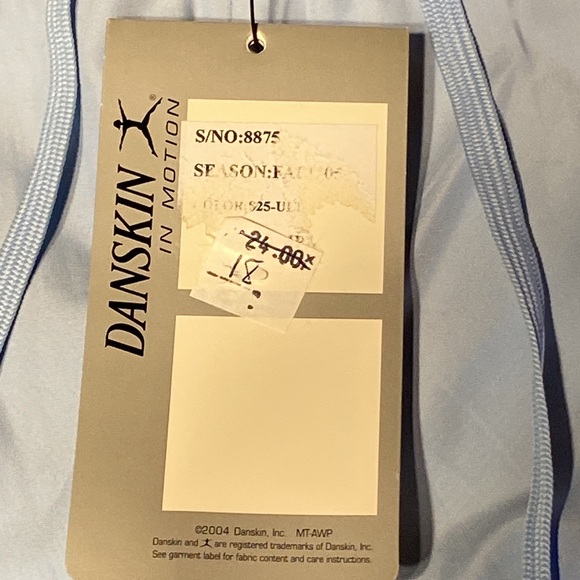 DANSKIN
IN MOTION
®
S/NO:8875
SEASON:
24.00
18
©2004 Danskin, Inc. MT-AWP
Danskin and are registered trademarks of Danskin, Inc.
See garment label for fabric content and care instructions.